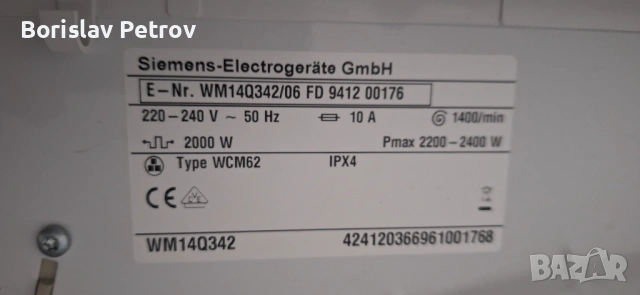 Borislav Petrov
Siemens-Electrogeräte GmbH
E-Nr. WM14Q342/06 FD 9412 00176
220-240 V ~ 50 Hz 10 A 1400/min
2000 W Pmax 2200-2400 W
Type WCM62 IPX4
CE
WM14Q342 424120366961001768
bazar